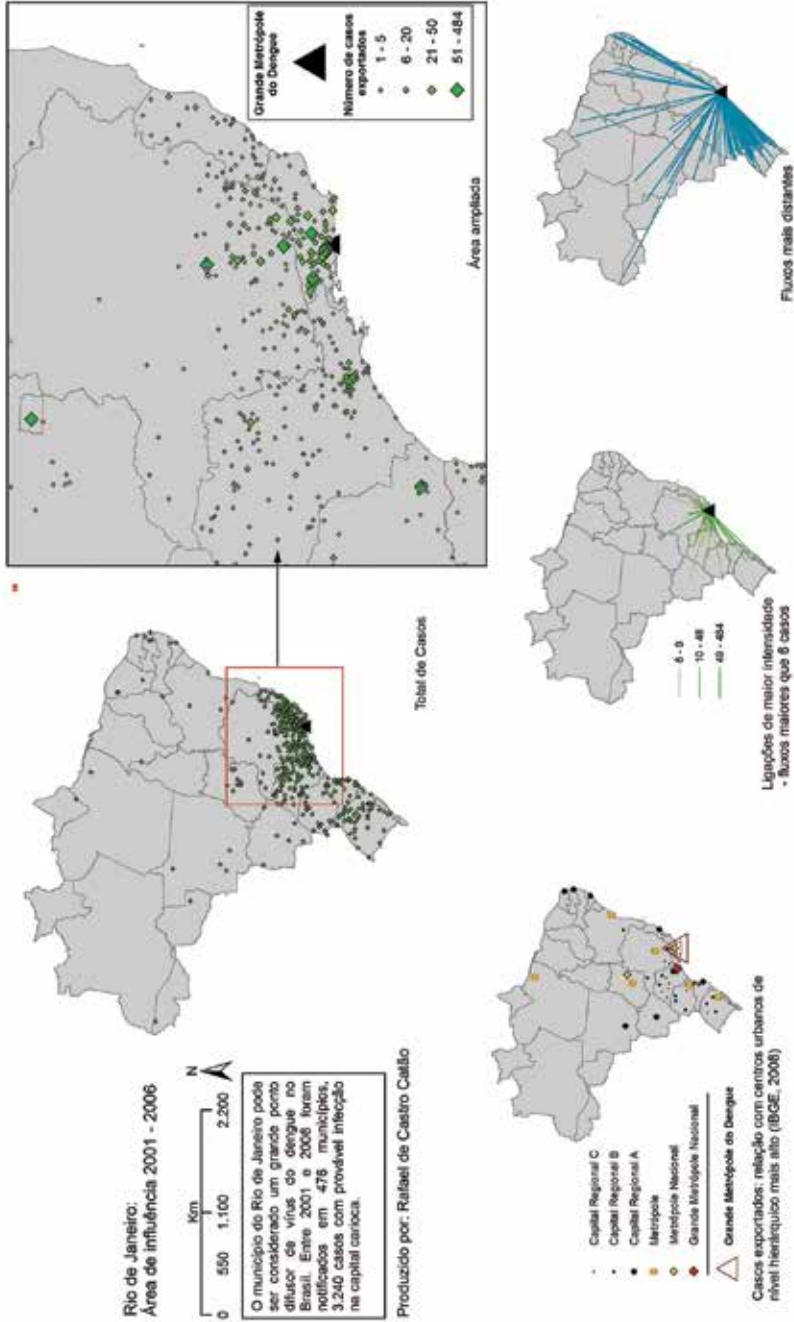 Rio de Janeiro:
Área de influência 2001 - 2006
Km
0 550 1.100 2.200
N
O município do Rio de Janeiro pode
ser considerado um grande ponto
difusor de vírus do dengue no
Brasil. Entre 2001 e 2006 foram
notificados em 476 municípios,
3.240 casos com provável infecção
na capital carioca.
Produzido por: Rafael de Castro Catão
Total de Casos
Grande Metrópole
do Dengue
Número de casos
exportados
1 - 5
6 - 20
21 - 50
51 - 484
Área ampliada
Capital Regional C
Capital Regional B
Capital Regional A
Metrópole
Metrópole Nacional
Grande Metrópole Nacional
Grande Metrópole do Dengue
Casos exportados: relação com centros urbanos de
nível hierárquico mais alto (IBGE, 2008)
6 - 9
10 - 48
49 - 484
Ligações de maior intensidade
- fluxos maiores que 6 casos
Fluxos mais distantes